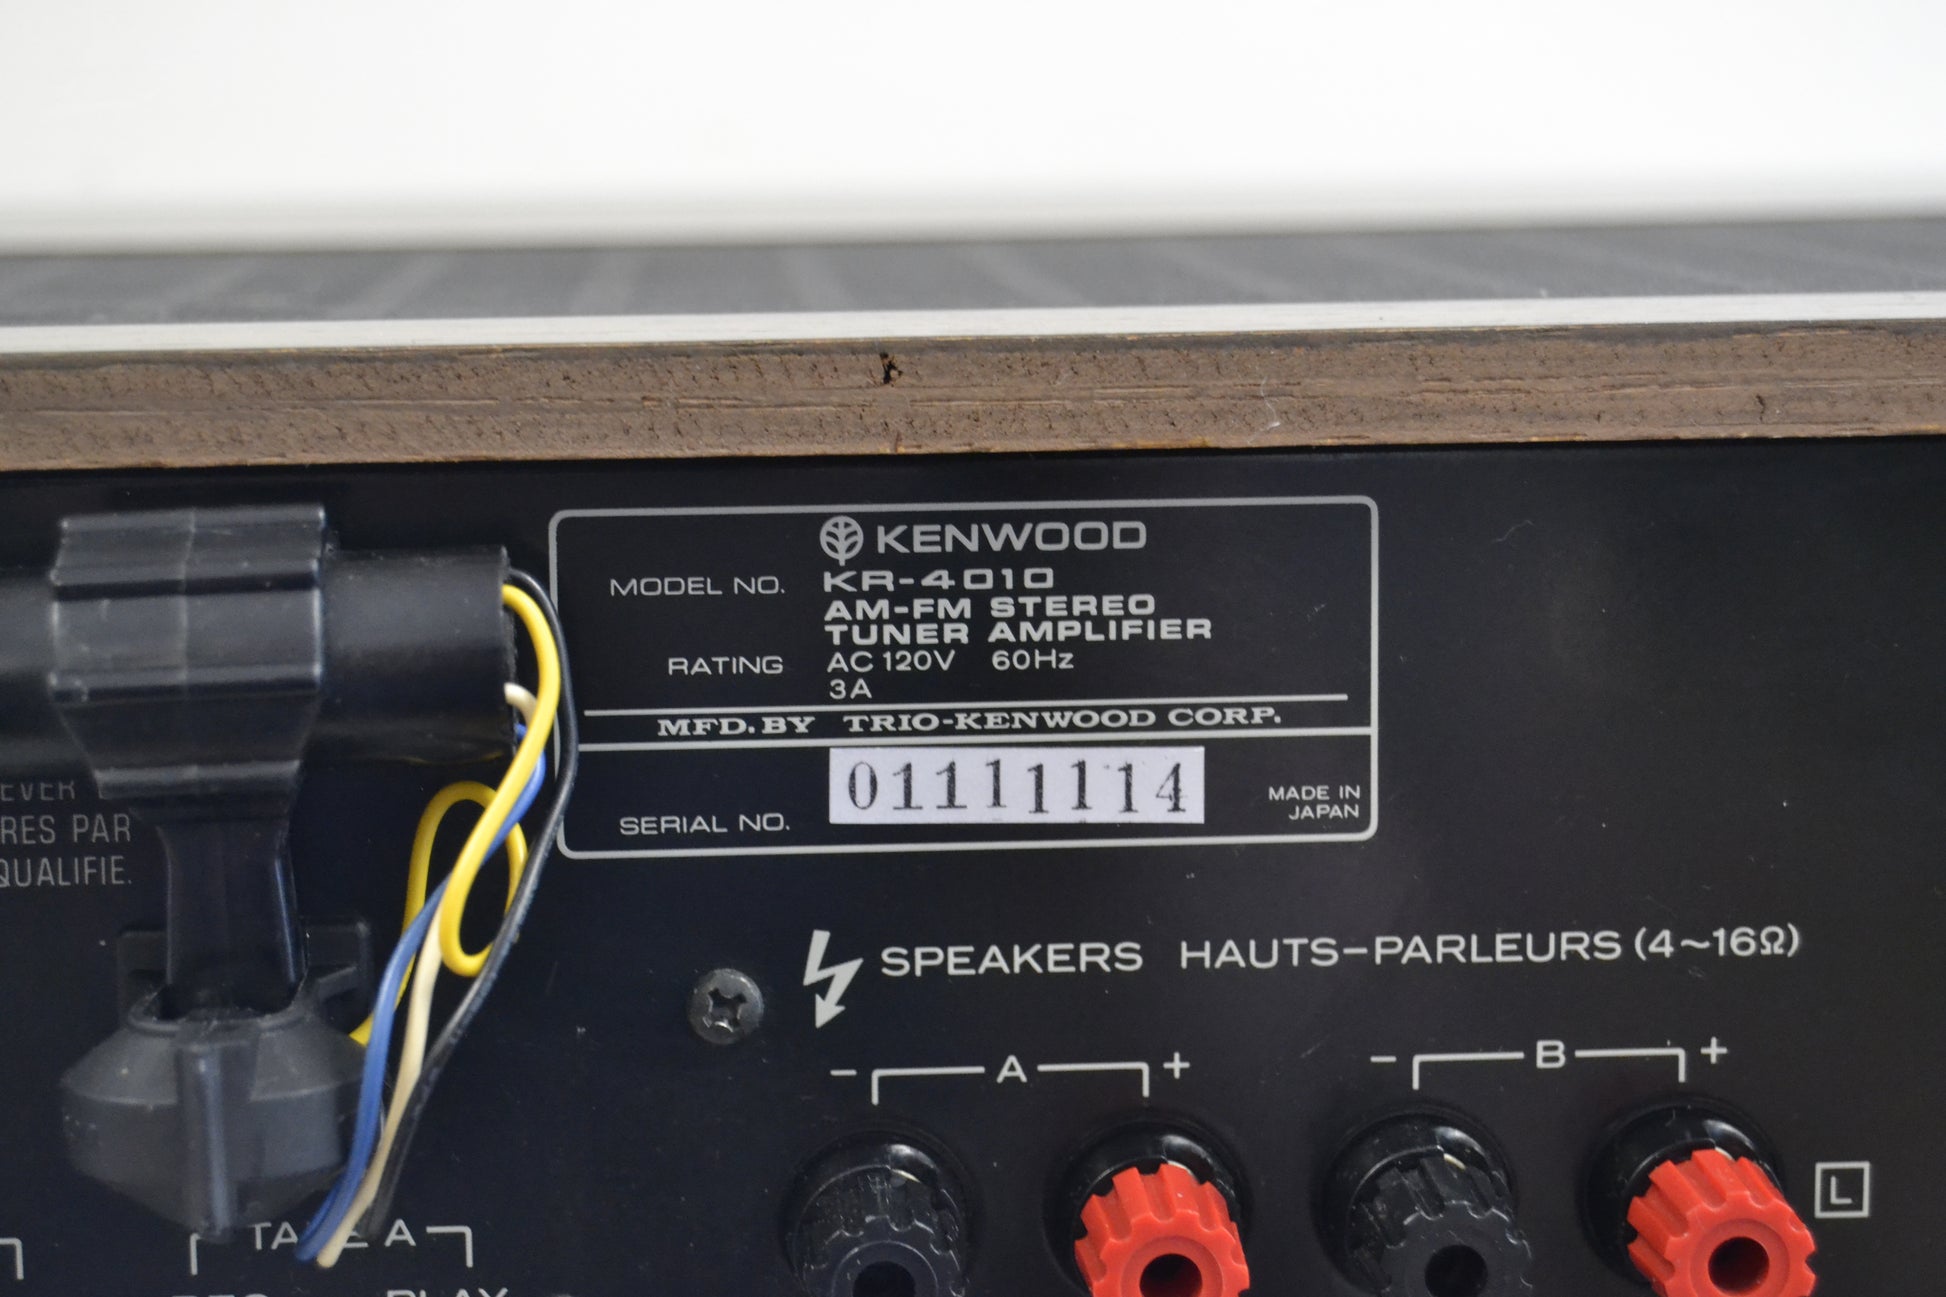 KENWOOD
MODEL NO. KR-4010
AM-FM STEREO
TUNER AMPLIFIER
RATING AC 120V 60Hz
3A
MFD. BY TRIO-KENWOOD CORP.
SERIAL NO. 01111114
MADE IN
JAPAN
RES PAR
QUALIFIE.
SPEAKERS HAUTS-PARLEURS (4~16Ω)
- A +
- B +
L
A
PLAY